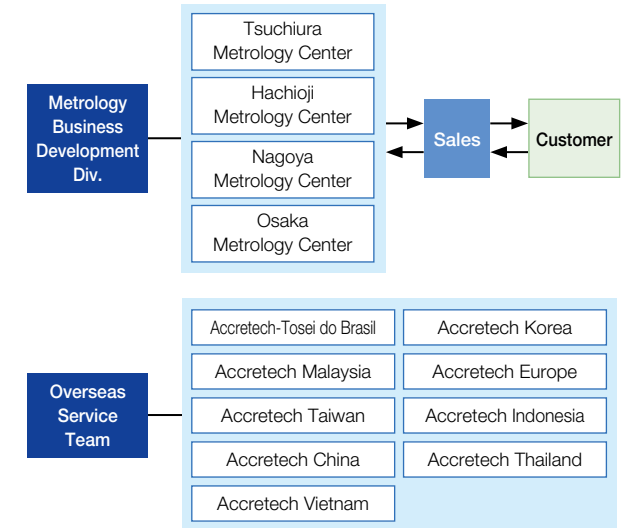 Metrology
Business
Development
Div.
Tsuchiura
Metrology Center
Hachioji
Metrology Center
Nagoya
Metrology Center
Osaka
Metrology Center
Sales
Customer
Overseas
Service
Team
Accretech-Tosei do Brasil
Accretech Korea
Accretech Malaysia
Accretech Europe
Accretech Taiwan
Accretech Indonesia
Accretech China
Accretech Thailand
Accretech Vietnam